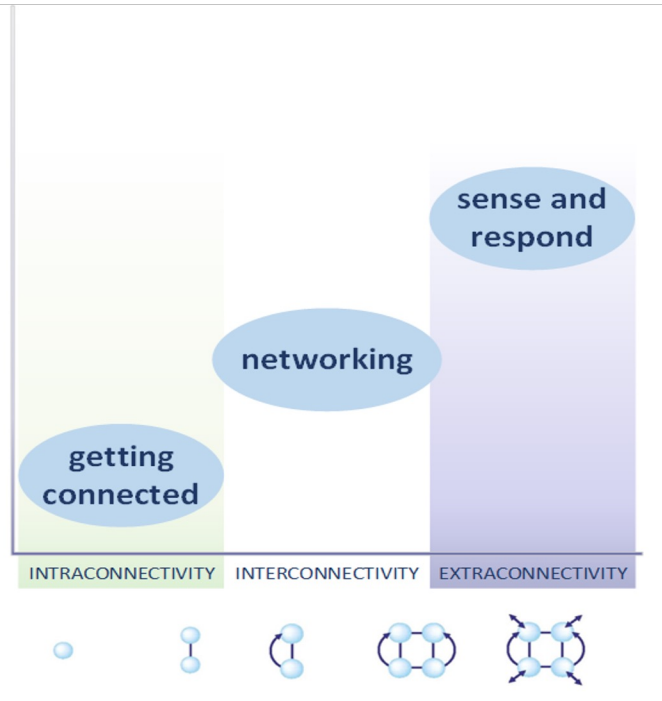 sense and
respond
networking
getting
connected
INTRACONNECTIVITY INTERCONNECTIVITY EXTRACONNECTIVITY